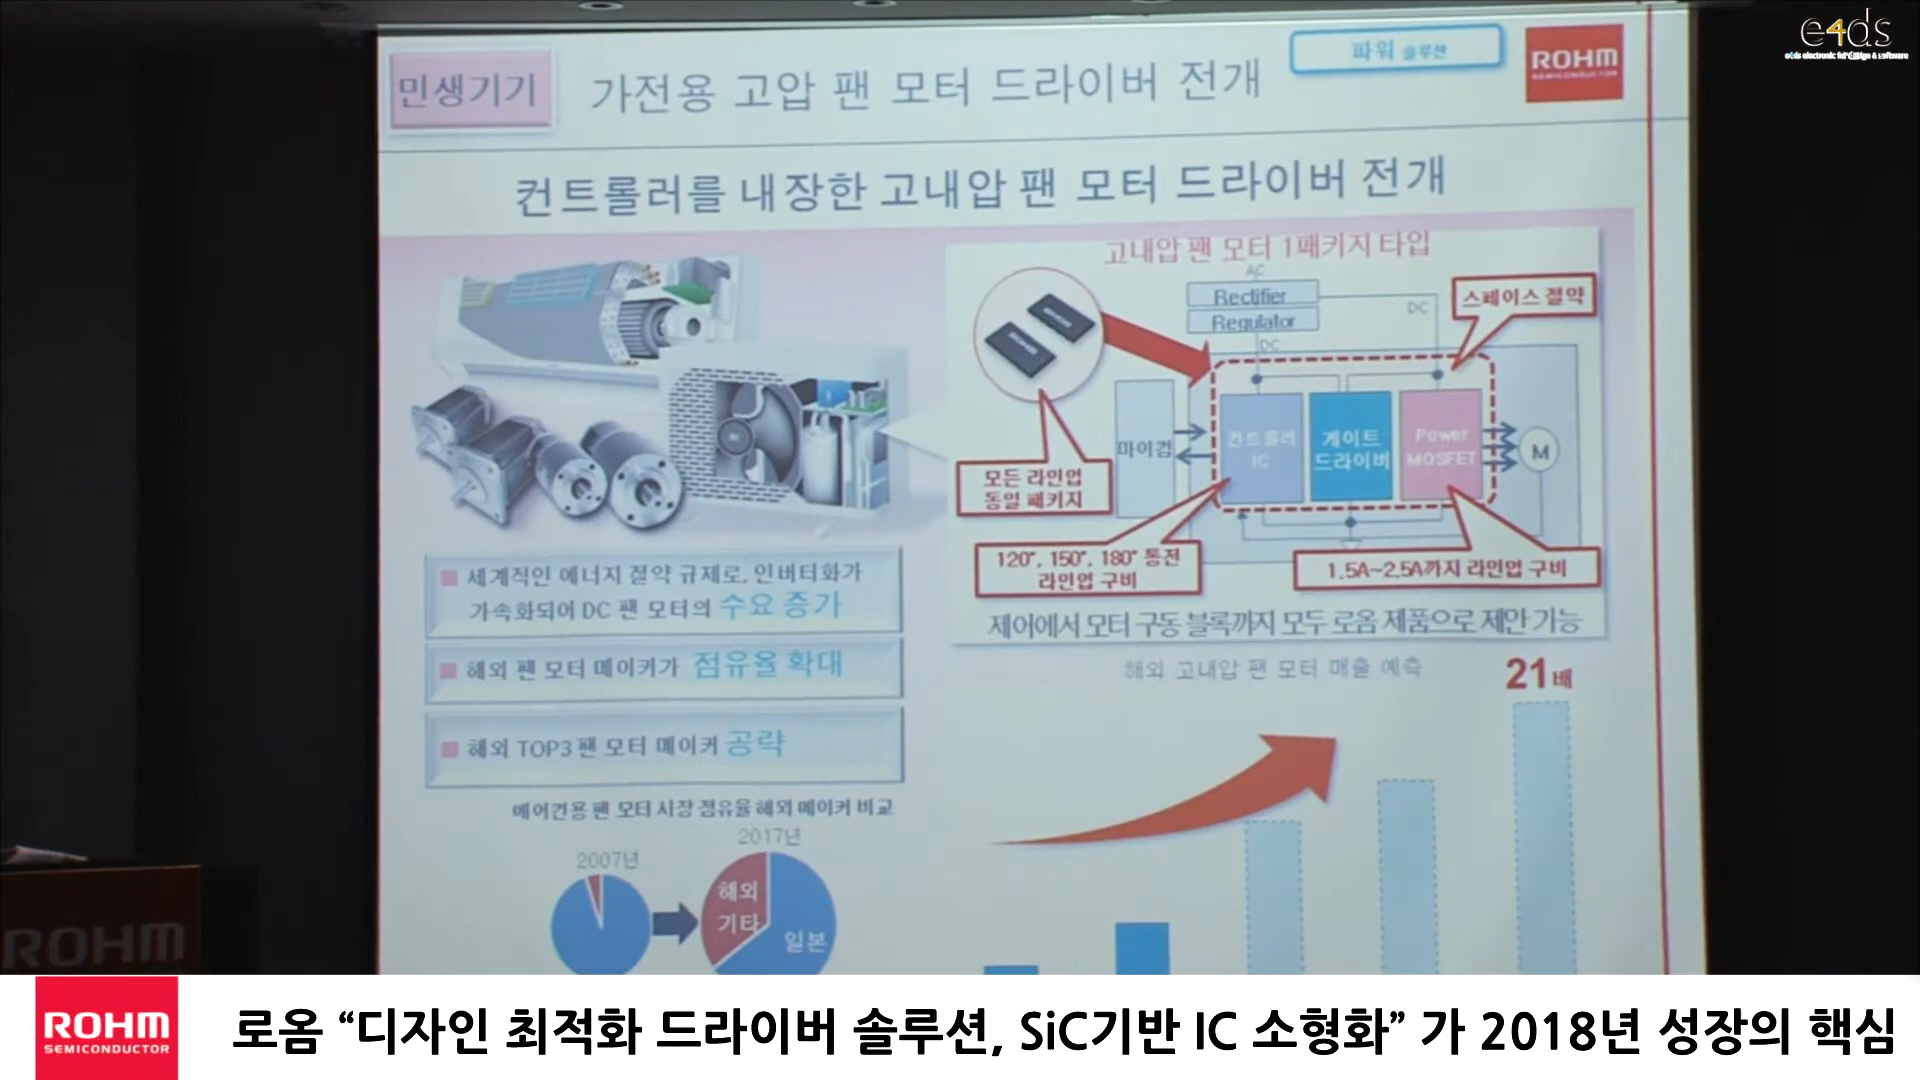 e4ds
민생기기
가전용 고압 팬 모터 드라이버 전개
파워 솔루션
ROHM
SEMICONDUCTOR
컨트롤러를 내장한 고내압 팬 모터 드라이버 전개
고내압 팬 모터 1패키지 타입
AC
Rectifier
Regulator
DC
DC
스페이스 절약
ROHM
마이컴
컨트롤러
IC
게이트
드라이버
Power
MOSFET
M
모든 라인업
동일 패키지
120°, 150°, 180° 통전
라인업 구비
1.5A~2.5A까지 라인업 구비
제어에서 모터 구동 블록까지 모두 로옴 제품으로 제안 가능
세계적인 에너지 절약 규제로, 인버터화가
가속화되어 DC 팬 모터의 수요 증가
해외 팬 모터 메이커가 점유율 확대
해외 TOP3 팬 모터 메이커 공략
에어컨용 팬 모터 시장 점유율 해외 메이커 비교
2007년
2017년
해외
기타
일본
해외 고내압 팬 모터 매출 예측
21배
ROHM
ROHM
SEMICONDUCTOR
로옴 “디자인 최적화 드라이버 솔루션, SiC기반 IC 소형화” 가 2018년 성장의 핵심